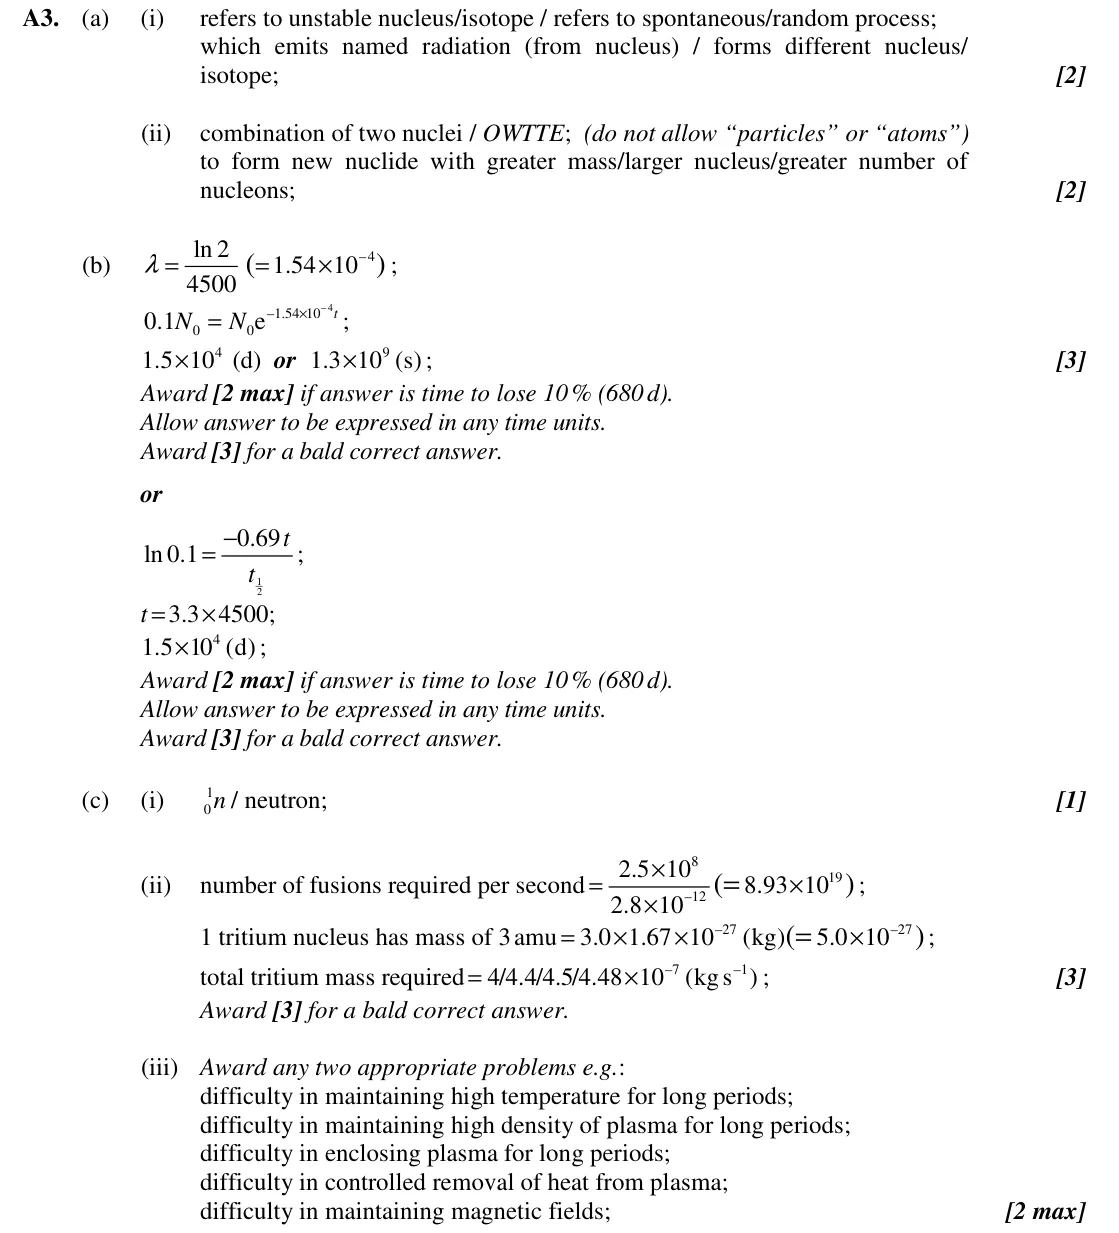 A3. (a) (i) refers to unstable nucleus/isotope / refers to spontaneous/random process;
which emits named radiation (from nucleus) / forms different nucleus/
isotope; [2]
(ii) combination of two nuclei / OWTTE; (do not allow “particles” or “atoms”)
to form new nuclide with greater mass/larger nucleus/greater number of
nucleons; [2]
(b) λ = ln 2 / 4500 (= 1.54×10⁻⁴) ;
0.1N₀ = N₀e^(−1.54×10⁻⁴t) ;
1.5×10⁴ (d) or 1.3×10⁹ (s) ; [3]
Award [2 max] if answer is time to lose 10 % (680 d).
Allow answer to be expressed in any time units.
Award [3] for a bald correct answer.
or
ln 0.1 = −0.69 t / t_(1/2) ;
t = 3.3×4500;
1.5×10⁴ (d) ;
Award [2 max] if answer is time to lose 10 % (680 d).
Allow answer to be expressed in any time units.
Award [3] for a bald correct answer.
(c) (i) ¹₀n / neutron; [1]
(ii) number of fusions required per second = 2.5×10⁸ / 2.8×10⁻¹² (= 8.93×10¹⁹) ;
1 tritium nucleus has mass of 3 amu = 3.0×1.67×10⁻²⁷ (kg)(= 5.0×10⁻²⁷) ;
total tritium mass required = 4/4.4/4.5/4.48×10⁻⁷ (kg s⁻¹) ; [3]
Award [3] for a bald correct answer.
(iii) Award any two appropriate problems e.g.:
difficulty in maintaining high temperature for long periods;
difficulty in maintaining high density of plasma for long periods;
difficulty in enclosing plasma for long periods;
difficulty in controlled removal of heat from plasma;
difficulty in maintaining magnetic fields; [2 max]